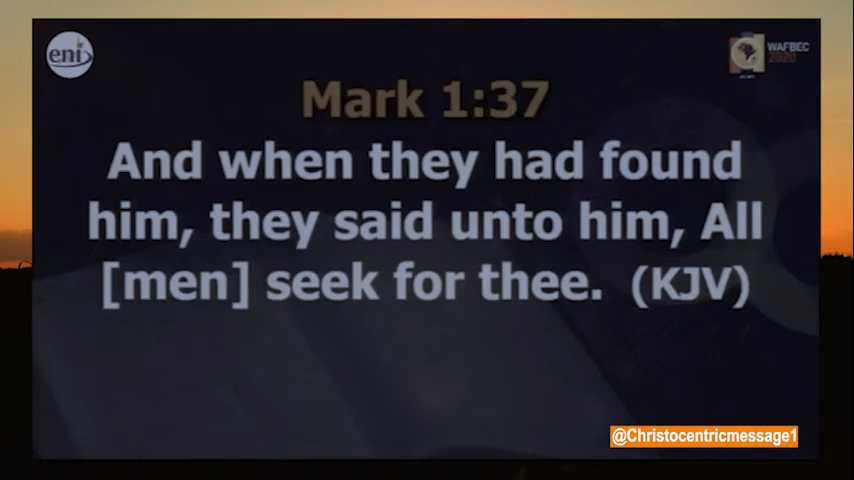 eni
WAFBEC
2020
Mark 1:37
And when they had found
him, they said unto him, All
[men] seek for thee. (KJV)
@Christocentricmessage1